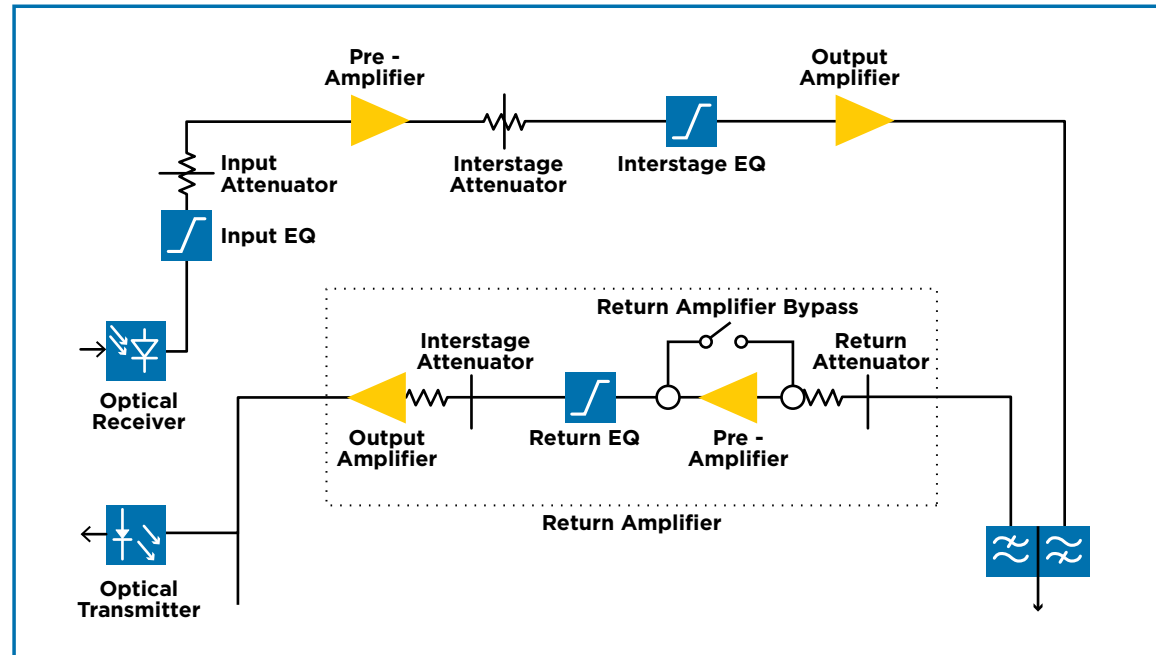 Pre -
Amplifier
Output
Amplifier
Input
Attenuator
Interstage
Attenuator
Interstage EQ
Input EQ
Return Amplifier Bypass
Interstage
Attenuator
Return
Attenuator
Optical
Receiver
Output
Amplifier
Return EQ
Pre -
Amplifier
Return Amplifier
Optical
Transmitter